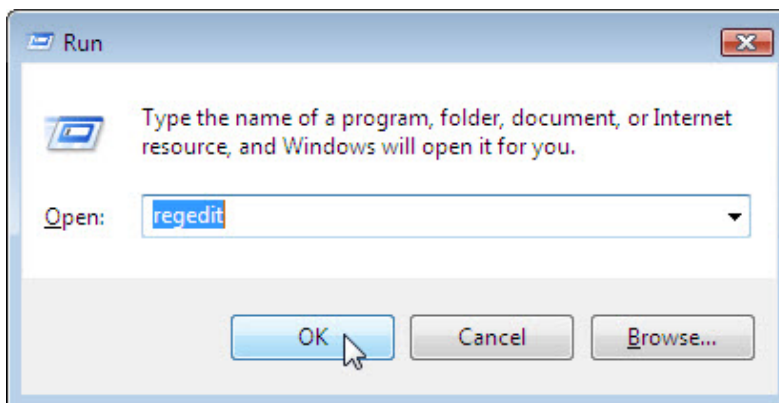 Run
Type the name of a program, folder, document, or Internet
resource, and Windows will open it for you.
Open: regedit
OK Cancel Browse...